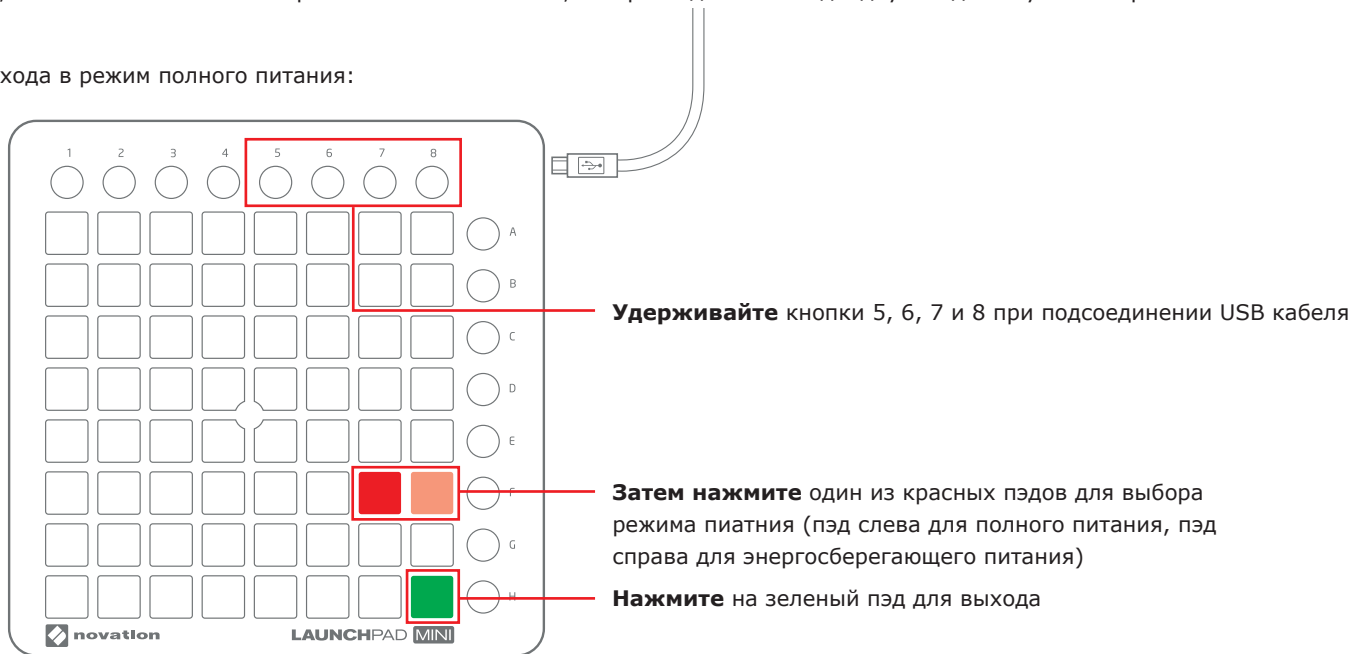 хода в режим полного питания:
1 2 3 4 5 6 7 8
A
B
Удерживайте кнопки 5, 6, 7 и 8 при подсоединении USB кабеля
C
D
E
Затем нажмите один из красных пэдов для выбора
F
режима пиатния (пэд слева для полного питания, пэд
G
справа для энергосберегающего питания)
H
Нажмите на зеленый пэд для выхода
novation LAUNCHPAD MINI